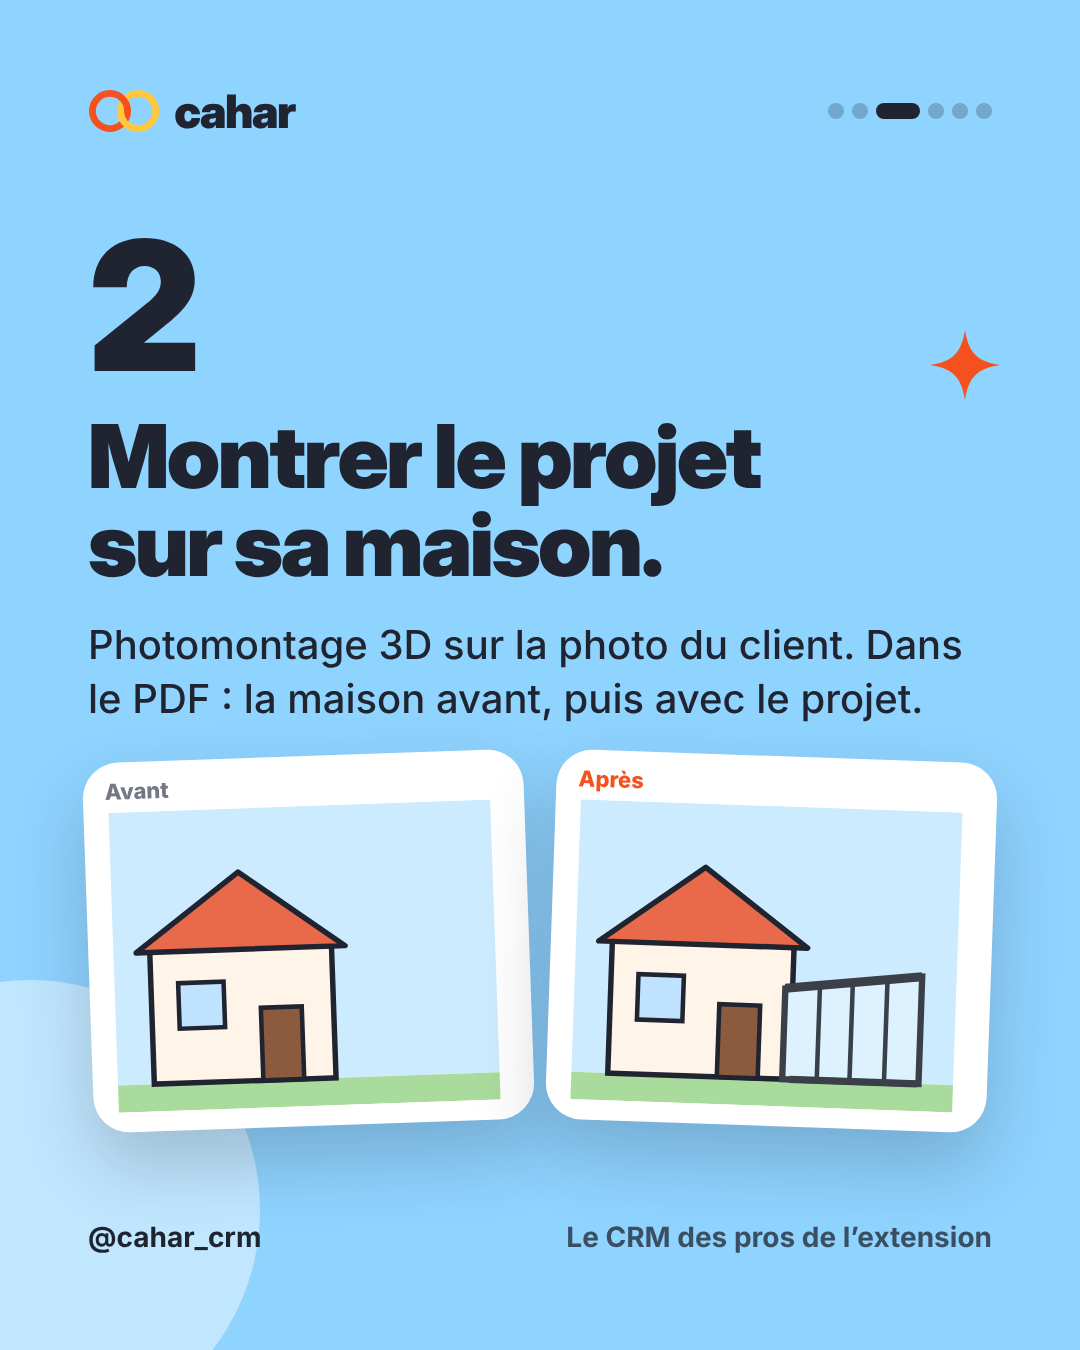 cahar
2
Montrer le projet
sur sa maison.
Photomontage 3D sur la photo du client. Dans
le PDF : la maison avant, puis avec le projet.
Avant
Après
@cahar_crm
Le CRM des pros de l’extension